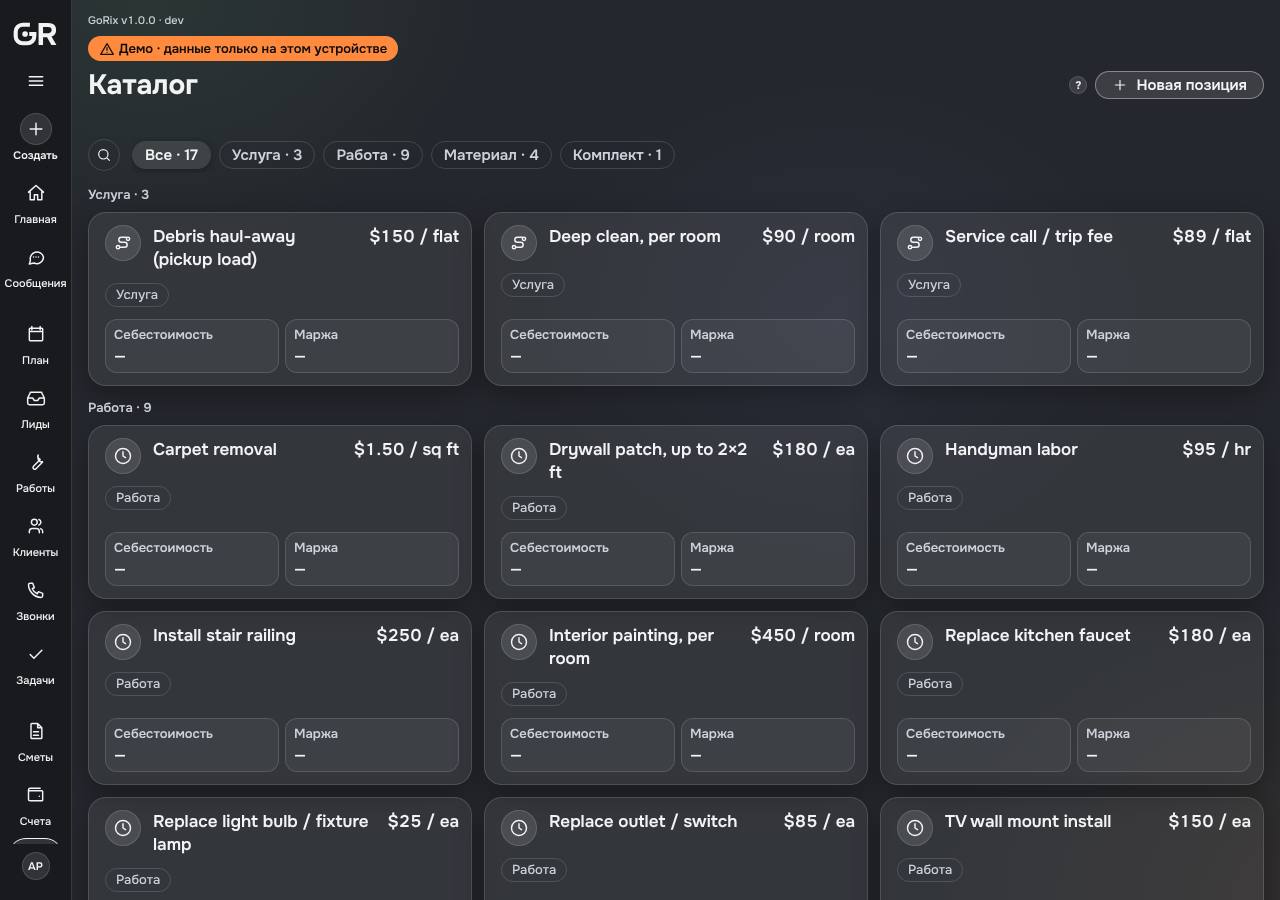 GR
GoRix v1.0.0 · dev
Демо · данные только на этом устройстве
Каталог
?
Новая позиция
Создать
Главная
Сообщения
План
Лиды
Работы
Клиенты
Звонки
Задачи
Сметы
Счета
AP
Все · 17
Услуга · 3
Работа · 9
Материал · 4
Комплект · 1
Услуга · 3
Debris haul-away
(pickup load)
$150 / flat
Услуга
Себестоимость
–
Маржа
–
Deep clean, per room
$90 / room
Услуга
Себестоимость
–
Маржа
–
Service call / trip fee
$89 / flat
Услуга
Себестоимость
–
Маржа
–
Работа · 9
Carpet removal
$1.50 / sq ft
Работа
Себестоимость
–
Маржа
–
Drywall patch, up to 2×2
ft
$180 / ea
Работа
Себестоимость
–
Маржа
–
Handyman labor
$95 / hr
Работа
Себестоимость
–
Маржа
–
Install stair railing
$250 / ea
Работа
Себестоимость
–
Маржа
–
Interior painting, per
room
$450 / room
Работа
Себестоимость
–
Маржа
–
Replace kitchen faucet
$180 / ea
Работа
Себестоимость
–
Маржа
–
Replace light bulb / fixture
lamp
$25 / ea
Работа
Replace outlet / switch
$85 / ea
Работа
TV wall mount install
$150 / ea
Работа